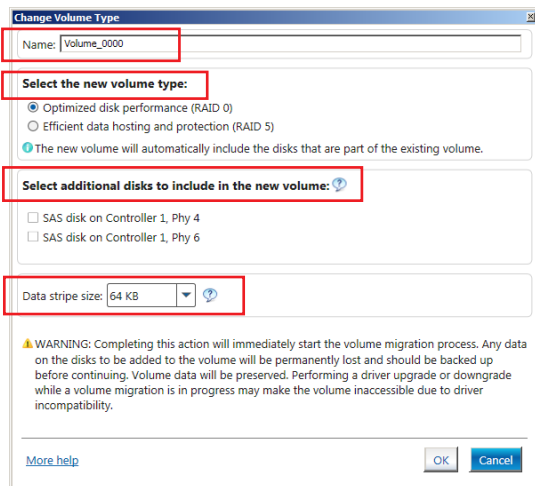 Change Volume Type
Name: Volume_0000
Select the new volume type:
Optimized disk performance (RAID 0)
Efficient data hosting and protection (RAID 5)
The new volume will automatically include the disks that are part of the existing volume.
Select additional disks to include in the new volume:
SAS disk on Controller 1, Phy 4
SAS disk on Controller 1, Phy 6
Data stripe size: 64 KB
WARNING: Completing this action will immediately start the volume migration process. Any data
on the disks to be added to the volume will be permanently lost and should be backed up
before continuing. Volume data will be preserved. Performing a driver upgrade or downgrade
while a volume migration is in progress may make the volume inaccessible due to driver
incompatibility.
More help
OK
Cancel